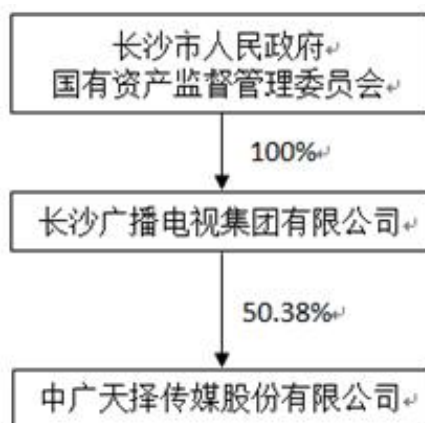 长沙市人民政府
国有资产监督管理委员会
100%
长沙广播电视集团有限公司
50.38%
中广天择传媒股份有限公司